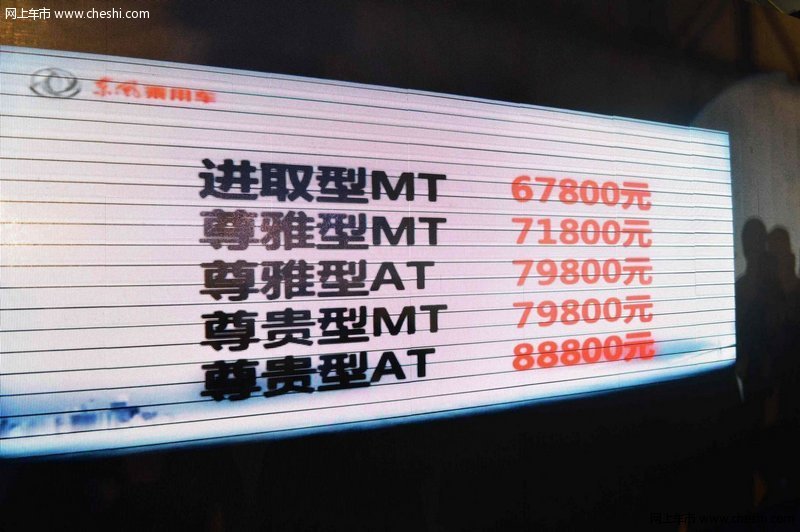 网上车市 www.cheshi.com
东风乘用车
进取型MT 67800元
尊雅型MT 71800元
尊雅型AT 79800元
尊贵型MT 79800元
尊贵型AT 88800元
网上车市 www.cheshi.com